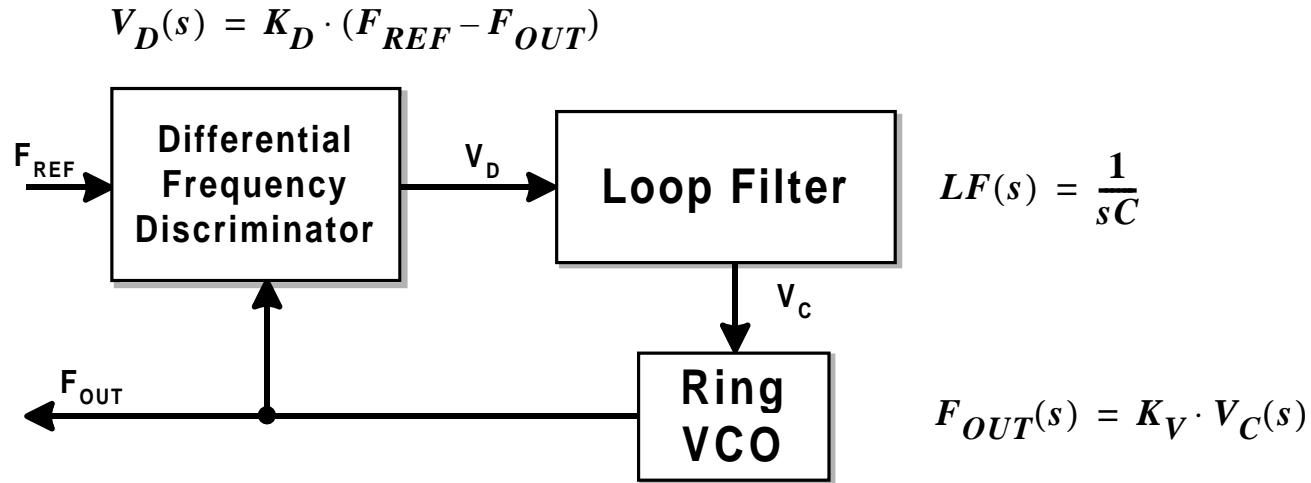 V_D(s) = K_D · (F_REF − F_OUT)
Differential
Frequency
Discriminator
F_REF
V_D
Loop Filter
LF(s) = 1/sC
V_C
Ring
VCO
F_OUT
F_OUT(s) = K_V · V_C(s)